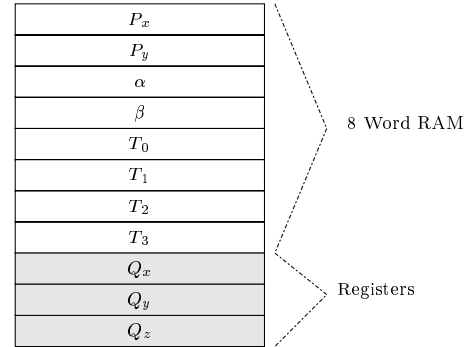 P_x
P_y
α
β
T_0
T_1
T_2
T_3
Q_x
Q_y
Q_z
8 Word RAM
Registers